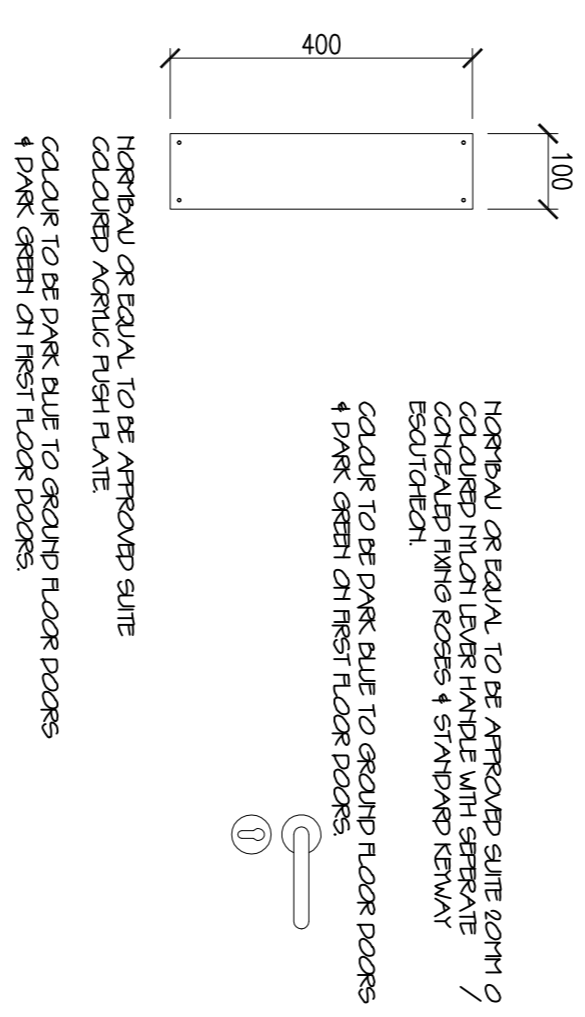 400
100
NORMBAU OR EQUAL TO BE APPROVED SUITE 20MM O /
COLOURED NYLON LEVER HANDLE WITH SEPERATE
CONCEALED FIXING ROSES & STANDARD KEYWAY
ESCUTCHEON.
COLOUR TO BE DARK BLUE TO GROUND FLOOR DOORS
& DARK GREEN ON FIRST FLOOR DOORS.
NORMBAU OR EQUAL TO BE APPROVED SUITE
COLOURED ACRYLIC PUSH PLATE.
COLOUR TO BE DARK BLUE TO GROUND FLOOR DOORS
& DARK GREEN ON FIRST FLOOR DOORS.